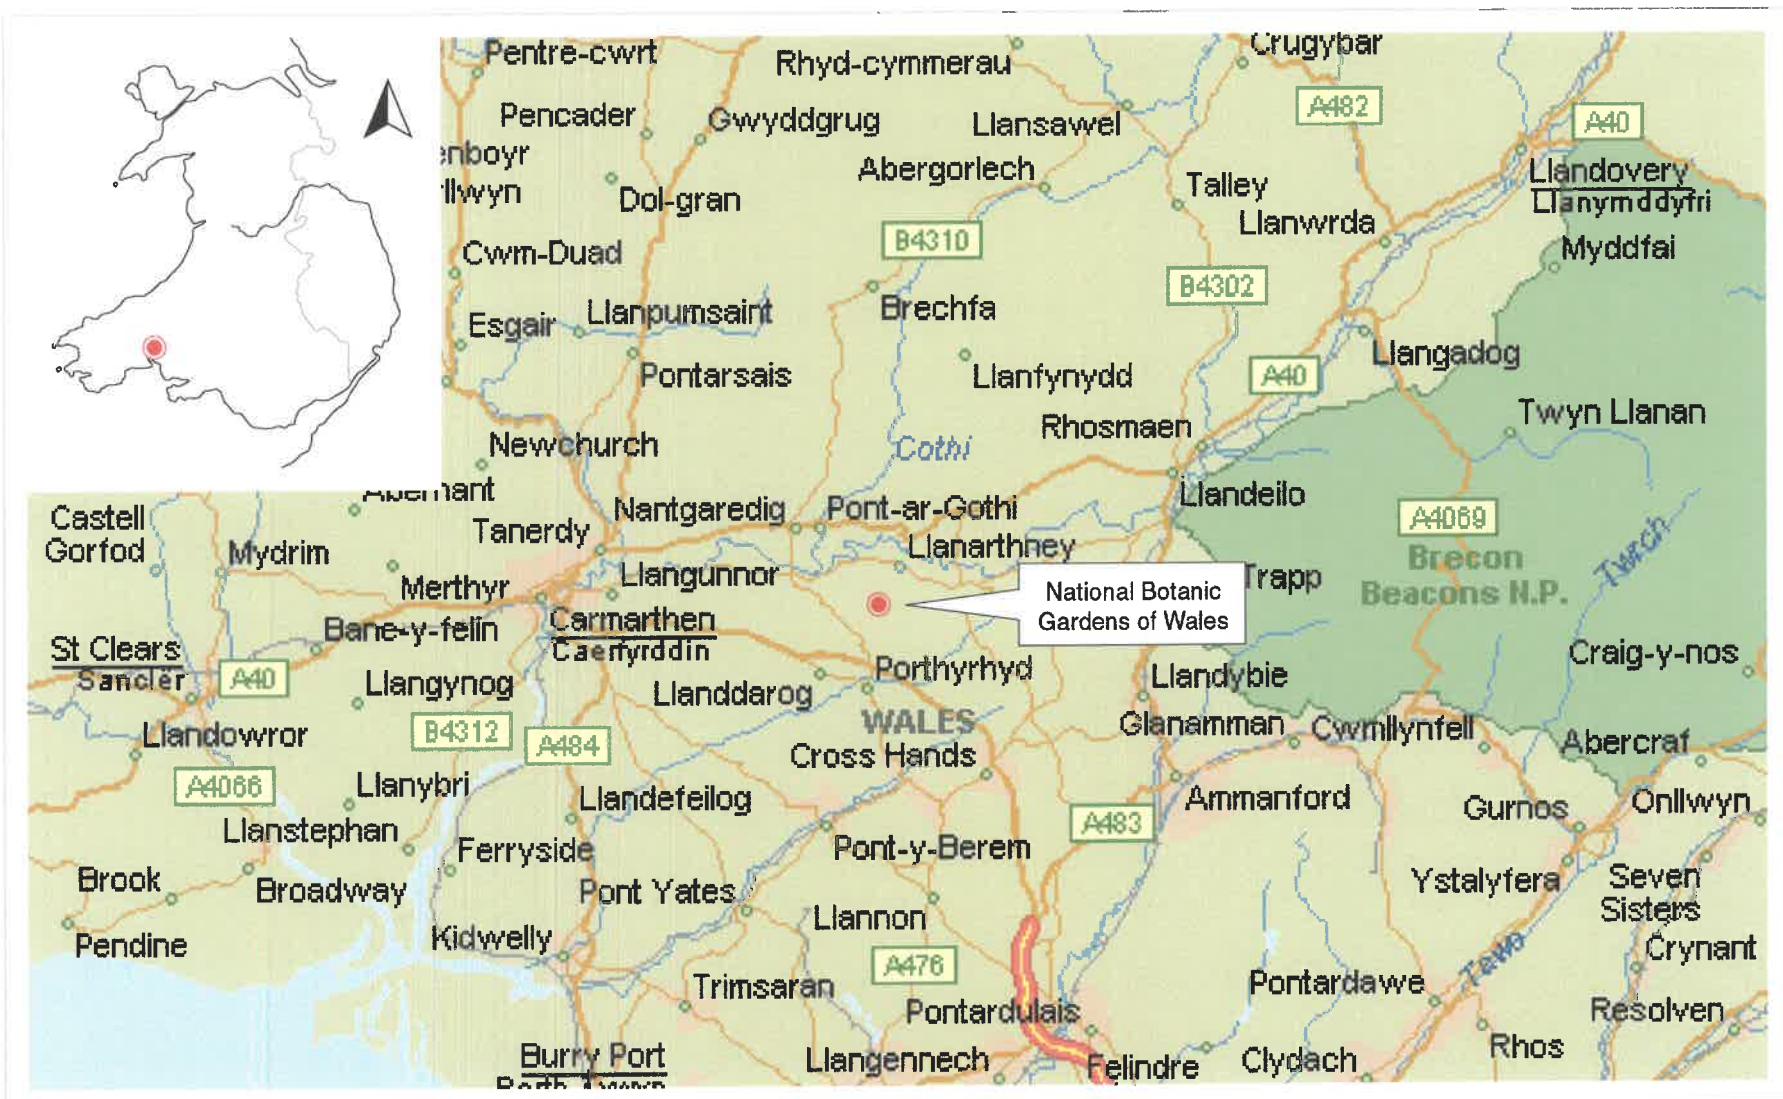 Pentre-cwrt
Rhyd-cymmerau
Crugybar
Pencader
Gwyddgrug
Llansawel
A482
A40
enboyr
Abergorlech
Llandovery
llwyn
Dol-gran
Talley
Llanymddyfri
Llanwrda
B4310
Myddfai
Cwm-Duad
B4302
Esgair
Llanpumsaint
Brechfa
Llangadog
Pontarsais
Llanfynydd
A40
Twyn Llanan
Newchurch
Cothi
Rhosmaen
Abernant
Llandeilo
Castell
Gorfod
Nantgaredig
Pont-ar-Gothi
A4069
Tanerdy
Mydrim
Llanarthney
Brecon
Beacons N.P.
Twrch
Merthyr
Llangunnor
Trapp
National Botanic
Gardens of Wales
Carmarthen
Caerfyrddin
Bane-y-felin
St Clears
Sancler
A40
Llangynog
Llanddarog
Porthyrhyd
Llandybie
Craig-y-nos
B4312
A484
WALES
Glanamman
Cwmllynfell
Llandowror
Cross Hands
Abercraf
A4066
Llanybri
Llandefeilog
Ammanford
Gurnos
Onllwyn
Llanstephan
A483
Ferryside
Pont-y-Berem
Brook
Broadway
Pont Yates
Ystalyfera
Seven
Sisters
Llannon
Pendine
Kidwelly
Crynant
A476
Tawe
Trimsaran
Pontardawe
Pontardulais
Resolven
Burry Port
Llangennech
Felindre
Clydach
Rhos